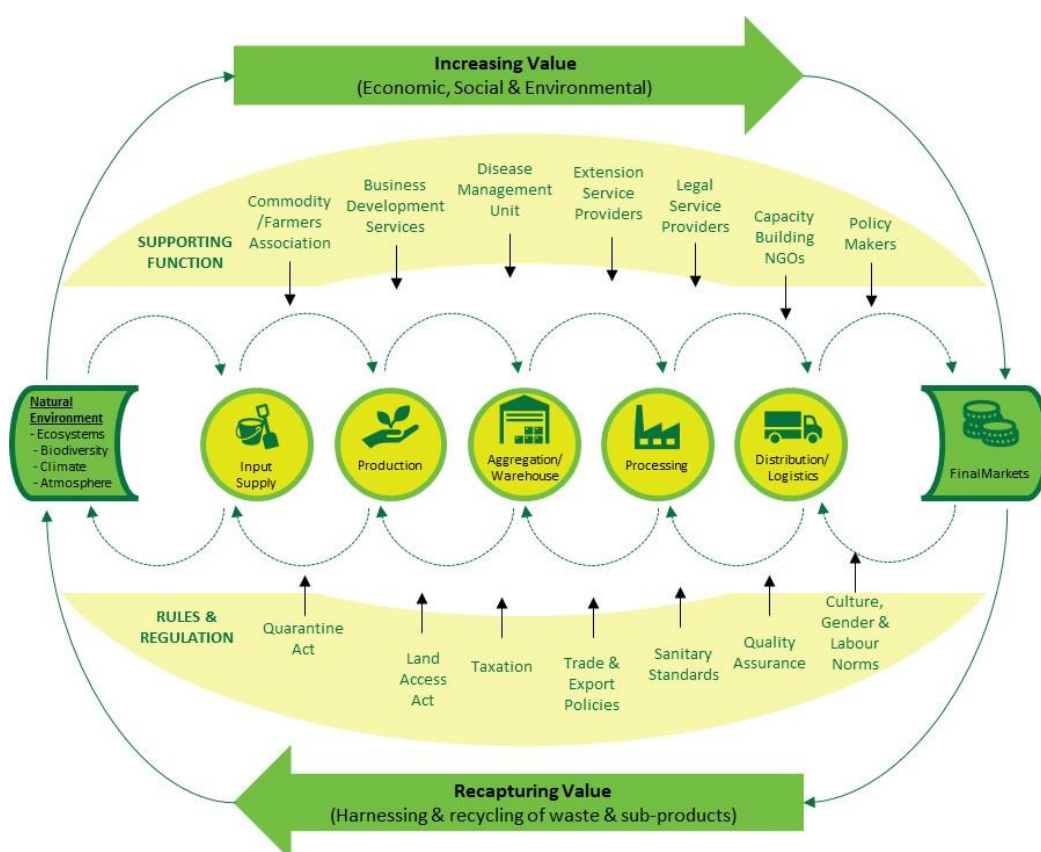 Increasing Value
(Economic, Social & Environmental)
SUPPORTING
FUNCTION
Commodity
/Farmers
Association
Business
Development
Services
Disease
Management
Unit
Extension
Service
Providers
Legal
Service
Providers
Capacity
Building
NGOs
Policy
Makers
Natural
Environment
- Ecosystems
- Biodiversity
- Climate
- Atmosphere
Input
Supply
Production
Aggregation/
Warehouse
Processing
Distribution/
Logistics
Final Markets
RULES &
REGULATION
Quarantine
Act
Land
Access
Act
Taxation
Trade &
Export
Policies
Sanitary
Standards
Quality
Assurance
Culture,
Gender &
Labour
Norms
Recapturing Value
(Harnessing & recycling of waste & sub-products)